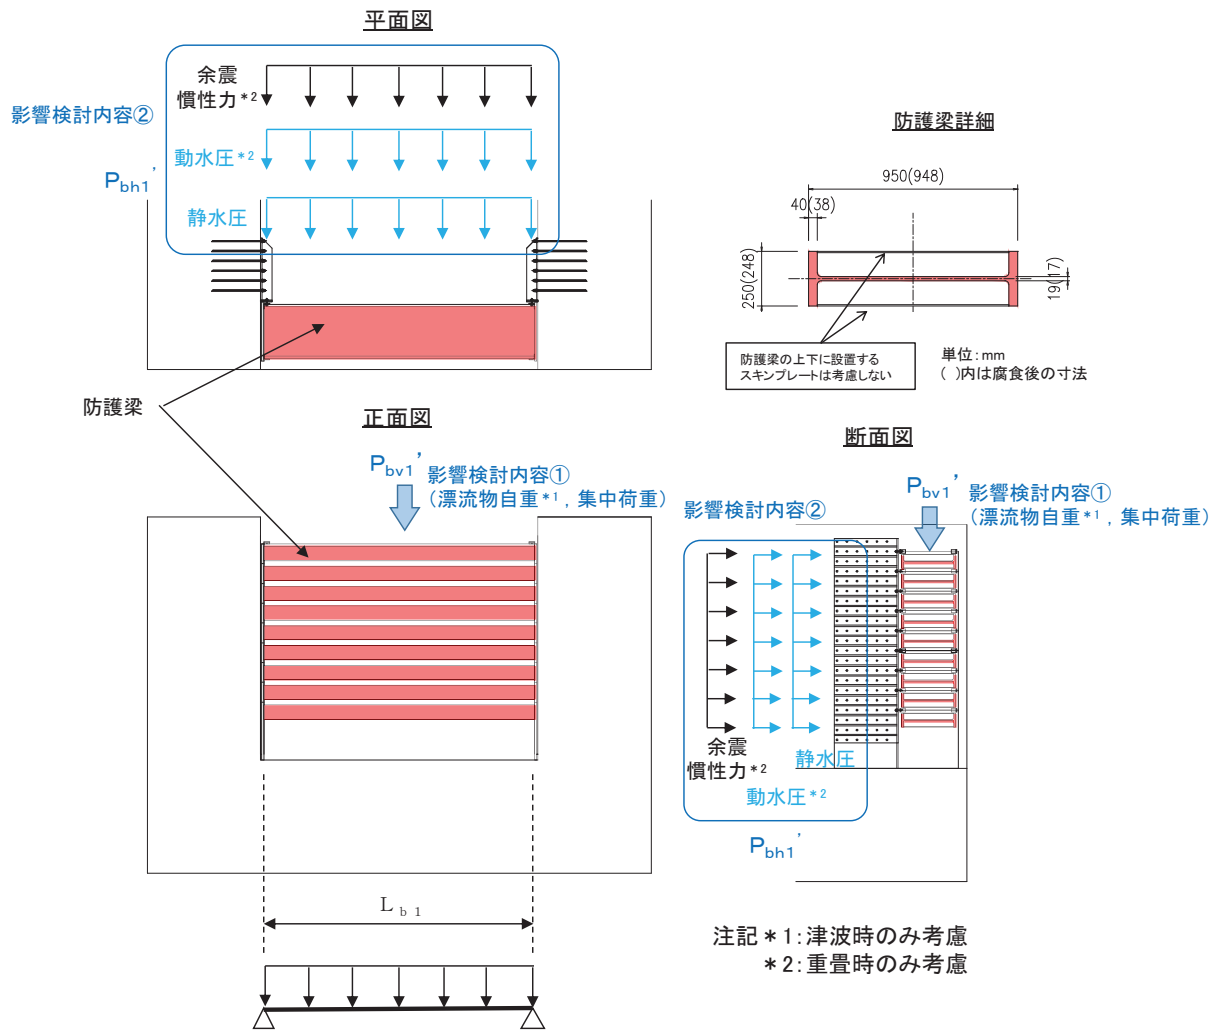 平面図
余震
慣性力*2
影響検討内容②
動水圧*2
Pbh1’
静水圧
防護梁詳細
950(948)
40(38)
250(248)
19(17)
防護梁の上下に設置する
スキンプレートは考慮しない
単位:mm
( )内は腐食後の寸法
防護梁
正面図
Pbv1’
影響検討内容①
(漂流物自重*1,集中荷重)
断面図
Pbv1’
影響検討内容①
(漂流物自重*1,集中荷重)
影響検討内容②
余震
慣性力*2
静水圧
動水圧*2
Pbh1’
Lb1
注記*1:津波時のみ考慮
*2:重畳時のみ考慮